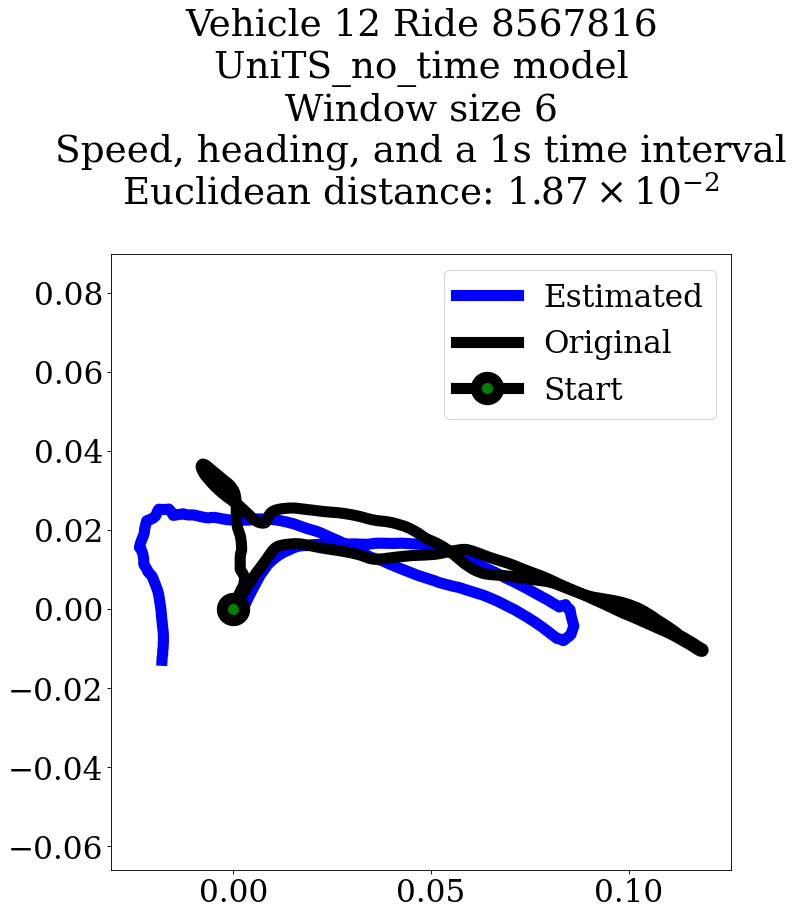 Vehicle 12 Ride 8567816
UniTS_no_time model
Window size 6
Speed, heading, and a 1s time interval
Euclidean distance: 1.87 × 10⁻²
Estimated
Original
Start
0.08
0.06
0.04
0.02
0.00
−0.02
−0.04
−0.06
0.00 0.05 0.10